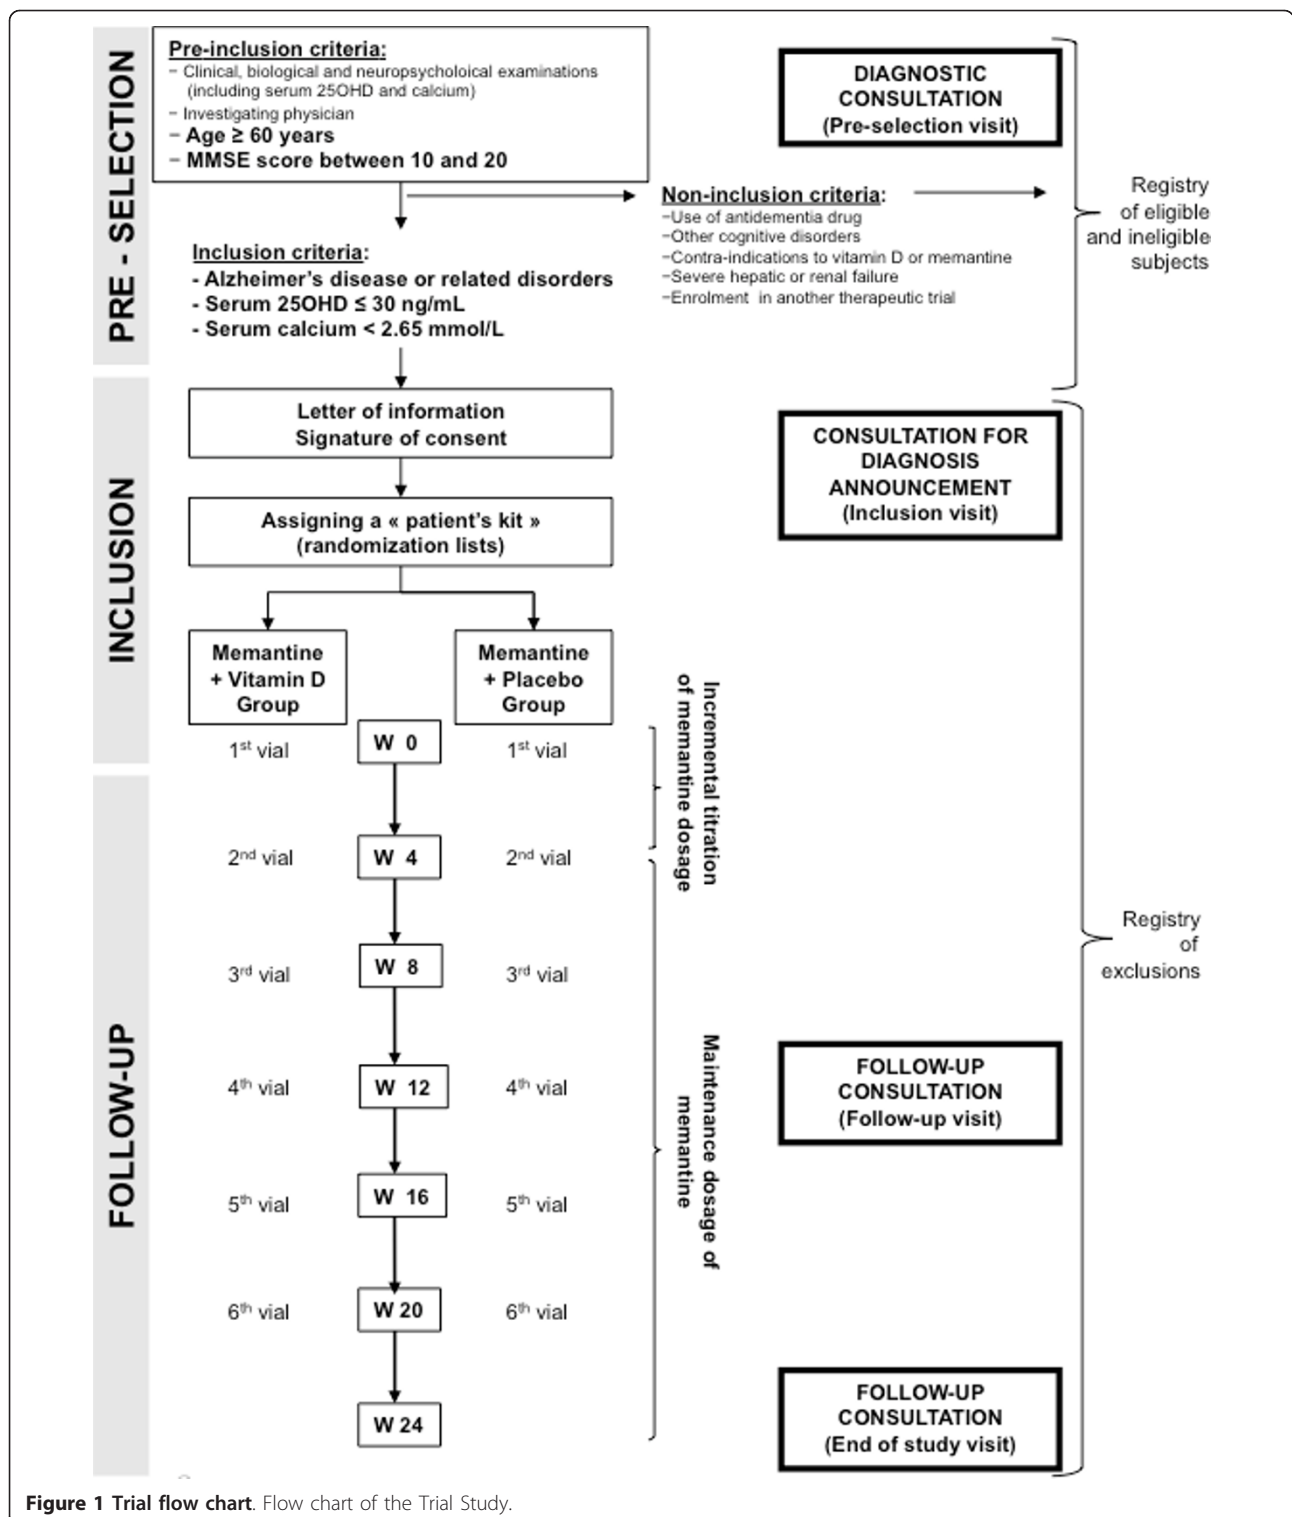 PRE - SELECTION
Pre-inclusion criteria:
− Clinical, biological and neuropsycholoical examinations
(including serum 25OHD and calcium)
− Investigating physician
− Age ≥ 60 years
− MMSE score between 10 and 20
DIAGNOSTIC
CONSULTATION
(Pre-selection visit)
Non-inclusion criteria:
−Use of antidementia drug
−Other cognitive disorders
−Contra-indications to vitamin D or memantine
−Severe hepatic or renal failure
−Enrolment in another therapeutic trial
Registry
of eligible
and ineligible
subjects
Inclusion criteria:
- Alzheimer's disease or related disorders
- Serum 25OHD ≤ 30 ng/mL
- Serum calcium < 2.65 mmol/L
INCLUSION
Letter of information
Signature of consent
CONSULTATION FOR
DIAGNOSIS
ANNOUNCEMENT
(Inclusion visit)
Assigning a « patient's kit »
(randomization lists)
Memantine
+ Vitamin D
Group
Memantine
+ Placebo
Group
1st vial
W 0
1st vial
Incremental titration
of memantine dosage
FOLLOW-UP
2nd vial
W 4
2nd vial
3rd vial
W 8
3rd vial
Registry
of
exclusions
4th vial
W 12
4th vial
Maintenance dosage of
memantine
FOLLOW-UP
CONSULTATION
(Follow-up visit)
5th vial
W 16
5th vial
6th vial
W 20
6th vial
W 24
FOLLOW-UP
CONSULTATION
(End of study visit)
Figure 1 Trial flow chart. Flow chart of the Trial Study.